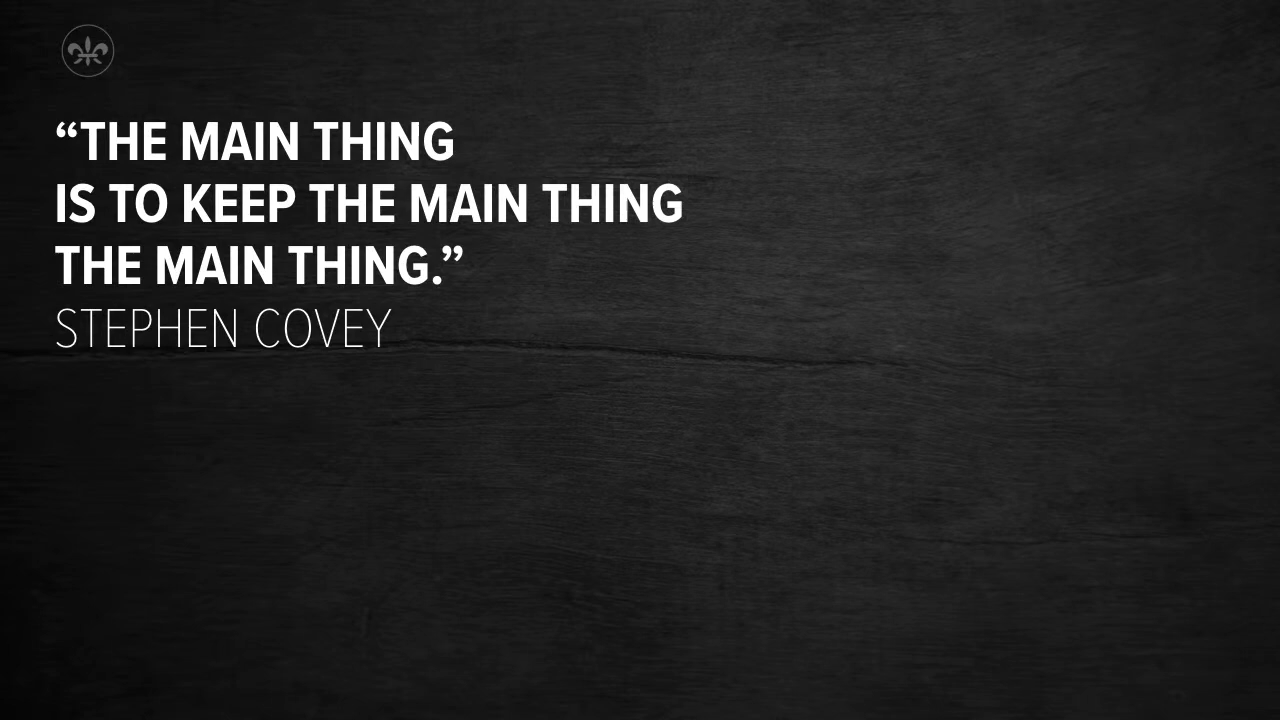 “THE MAIN THING
IS TO KEEP THE MAIN THING
THE MAIN THING.”
STEPHEN COVEY